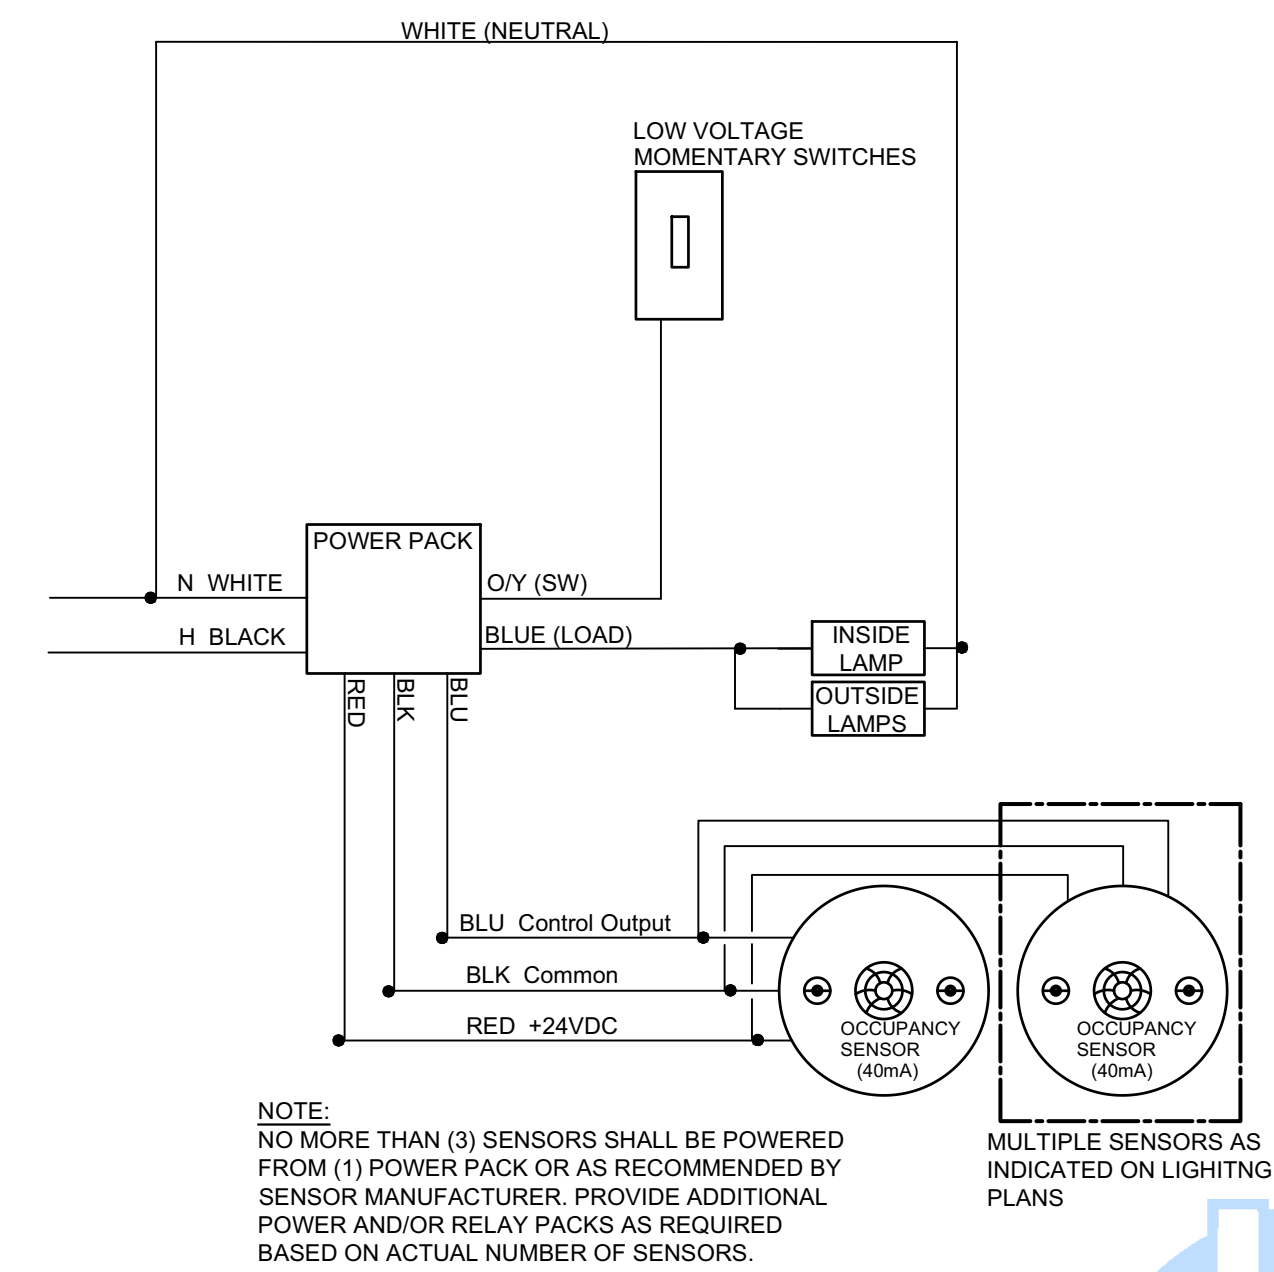 WHITE (NEUTRAL)
LOW VOLTAGE
MOMENTARY SWITCHES
POWER PACK
N WHITE
O/Y (SW)
H BLACK
BLUE (LOAD)
INSIDE
LAMP
OUTSIDE
LAMPS
RED
BLK
BLU
BLU Control Output
BLK Common
RED +24VDC
OCCUPANCY
SENSOR
(40mA)
OCCUPANCY
SENSOR
(40mA)
NOTE:
NO MORE THAN (3) SENSORS SHALL BE POWERED
FROM (1) POWER PACK OR AS RECOMMENDED BY
SENSOR MANUFACTURER. PROVIDE ADDITIONAL
POWER AND/OR RELAY PACKS AS REQUIRED
BASED ON ACTUAL NUMBER OF SENSORS.
MULTIPLE SENSORS AS
INDICATED ON LIGHITNG
PLANS